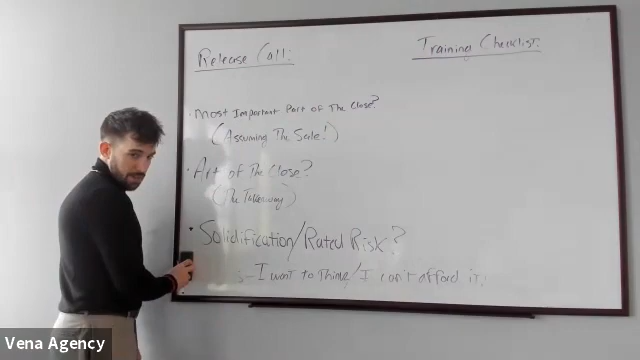 Release Call:
Training Checklist:
· Most Important Part of The Close?
(Assuming The Sale!)
· Art of The Close?
(The Takeaway)
· Solidification/Rated Risk?
- I want to Think/I can't afford it.
Vena Agency